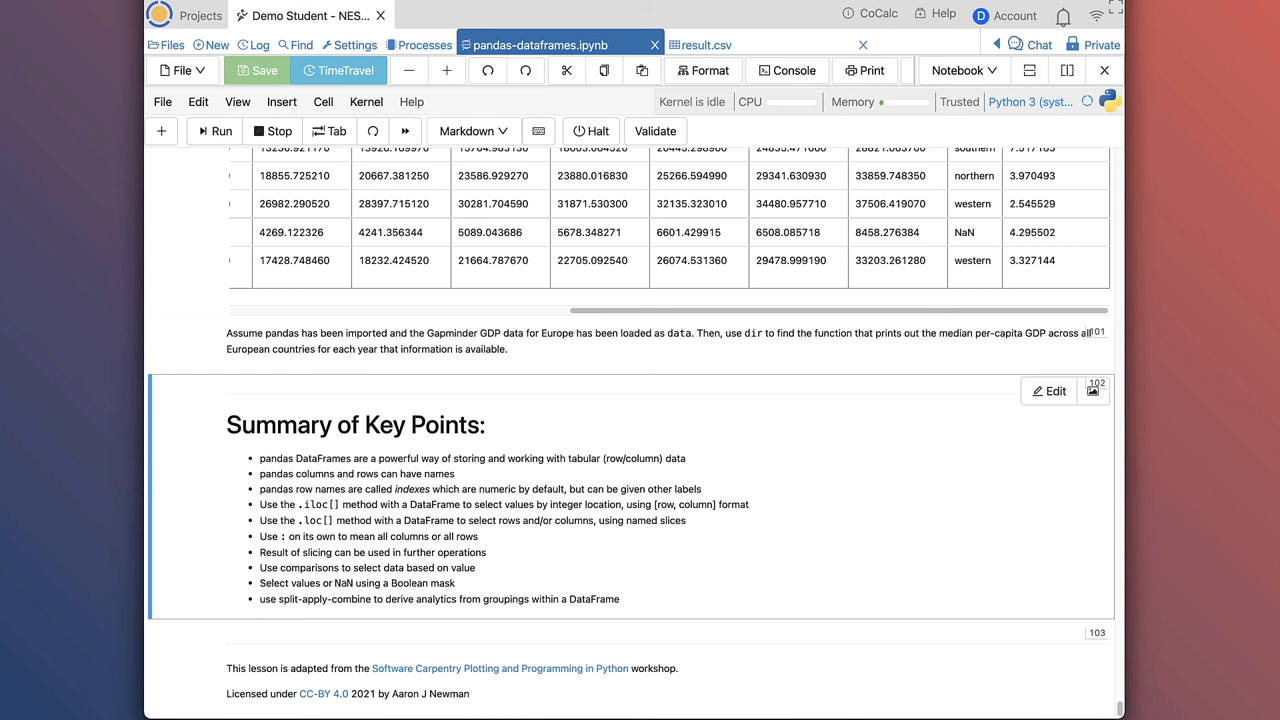 Projects Demo Student - NES... CoCalc Help Account
Files New Log Find Settings Processes pandas-dataframes.ipynb result.csv Chat Private
File Save TimeTravel Format Console Print Notebook
File Edit View Insert Cell Kernel Help Kernel is idle CPU Memory Trusted Python 3 (syst...
Run Stop Tab Markdown Halt Validate
18855.725210 20667.381250 23586.929270 23880.016830 25266.594990 29341.630930 33859.748350 northern 3.970493
26982.290520 28397.715120 30281.704590 31871.530300 32135.323010 34480.957710 37506.419070 western 2.545529
4269.122326 4241.356344 5089.043686 5678.348271 6601.429915 6508.085718 8458.276384 NaN 4.295502
17428.748460 18232.424520 21664.787670 22705.092540 26074.531360 29478.999190 33203.261280 western 3.327144
Assume pandas has been imported and the Gapminder GDP data for Europe has been loaded as data. Then, use dir to find the function that prints out the median per-capita GDP across all 101
European countries for each year that information is available.
Edit 102
Summary of Key Points:
• pandas DataFrames are a powerful way of storing and working with tabular (row/column) data
• pandas columns and rows can have names
• pandas row names are called indexes which are numeric by default, but can be given other labels
• Use the .iloc[] method with a DataFrame to select values by integer location, using [row, column] format
• Use the .loc[] method with a DataFrame to select rows and/or columns, using named slices
• Use : on its own to mean all columns or all rows
• Result of slicing can be used in further operations
• Use comparisons to select data based on value
• Select values or NaN using a Boolean mask
• use split-apply-combine to derive analytics from groupings within a DataFrame
103
This lesson is adapted from the Software Carpentry Plotting and Programming in Python workshop.
Licensed under CC-BY 4.0 2021 by Aaron J Newman